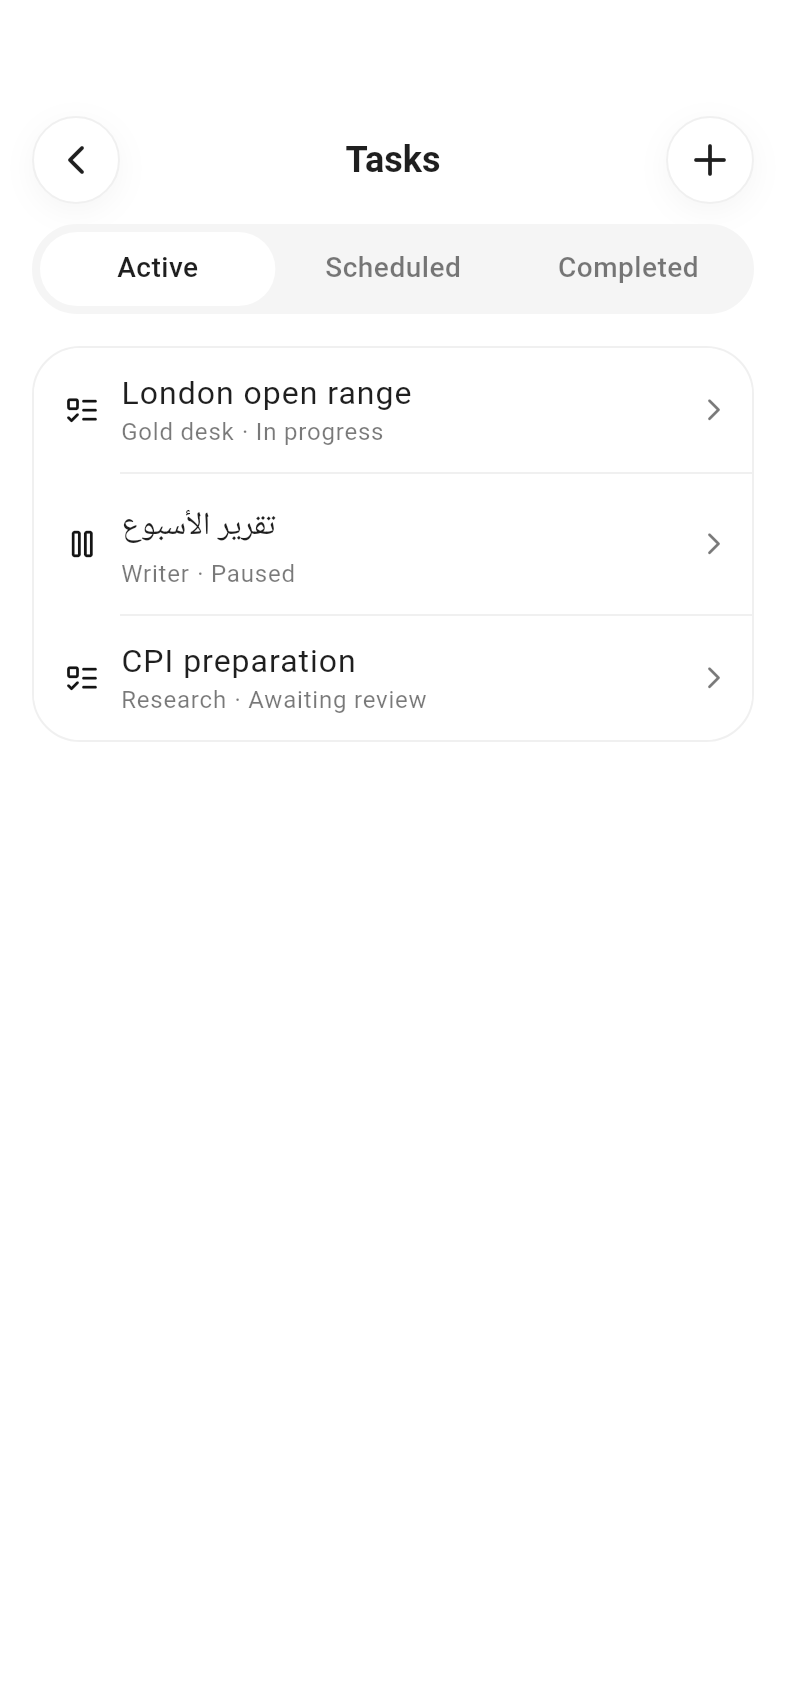 Tasks
Active
Scheduled
Completed
London open range
Gold desk · In progress
تقرير الأسبوع
Writer · Paused
CPI preparation
Research · Awaiting review